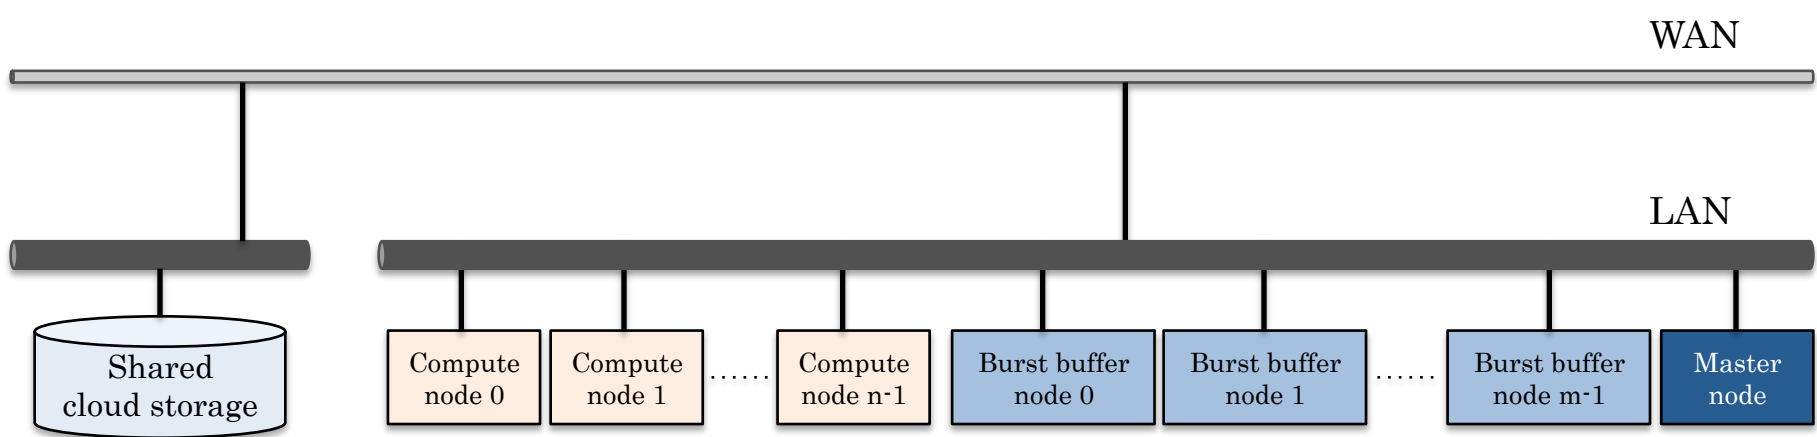 WAN
LAN
Shared
cloud storage
Compute
node 0
Compute
node 1
......
Compute
node n-1
Burst buffer
node 0
Burst buffer
node 1
......
Burst buffer
node m-1
Master
node